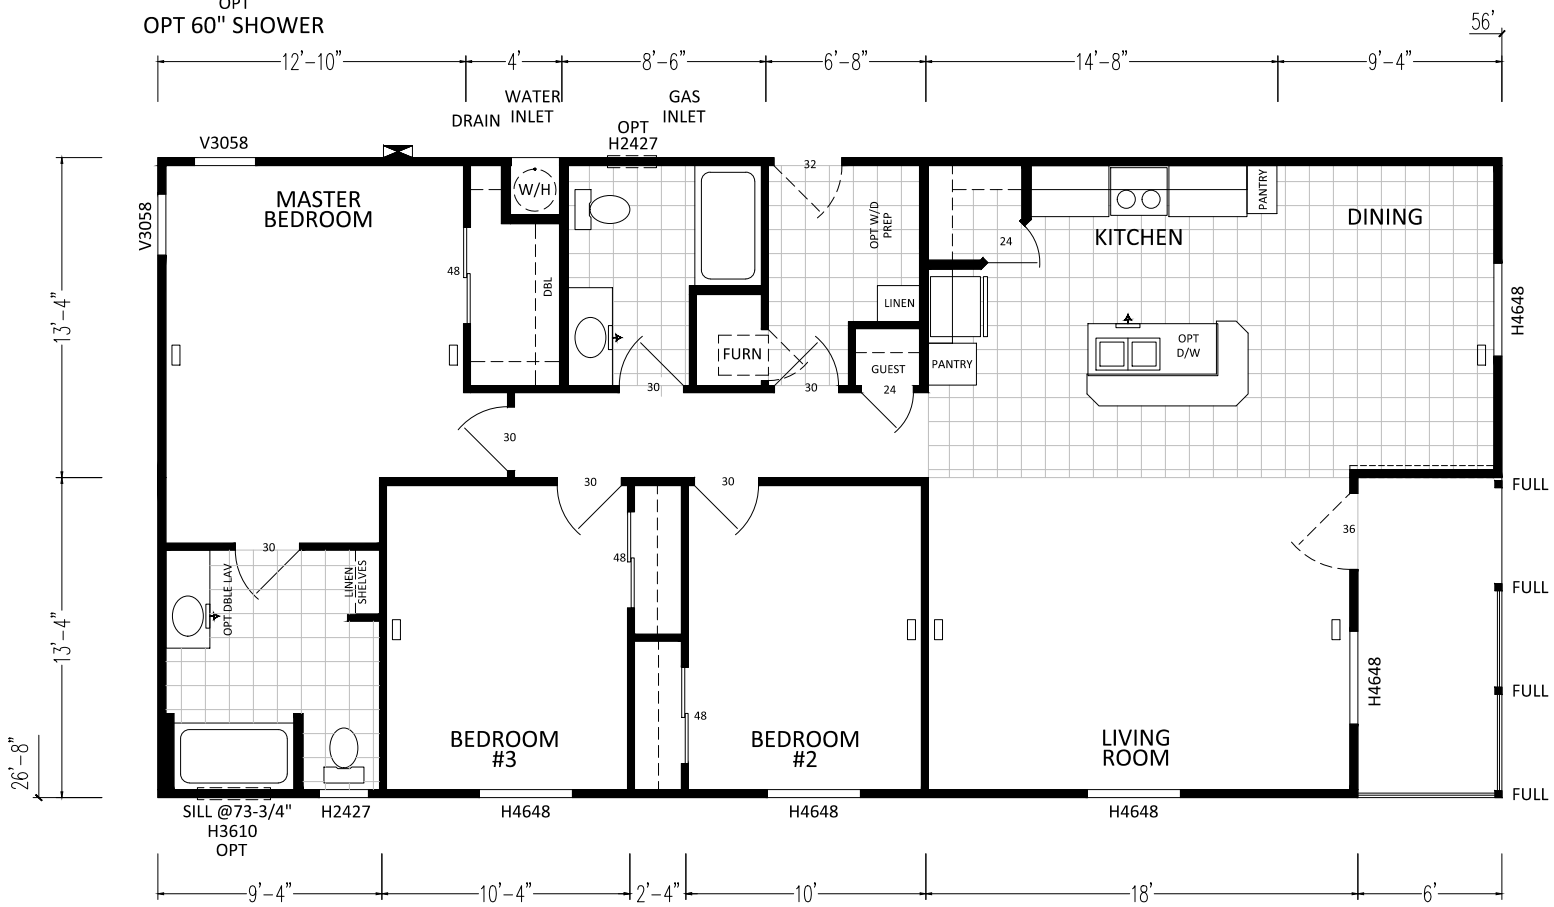 OPT
OPT 60" SHOWER
56'
12'-10"
4'
8'-6"
6'-8"
14'-8"
9'-4"
DRAIN
WATER
INLET
GAS
INLET
OPT
H2427
V3058
V3058
MASTER
BEDROOM
W/H
48
DBL
32
OPT W/D
PREP
LINEN
24
KITCHEN
PANTRY
DINING
H4648
13'-4"
FURN
GUEST
24
PANTRY
OPT
D/W
30
30
30
30
30
FULL
36
FULL
30
OPT DBLE LAV
LINEN
SHELVES
48
13'-4"
H4648
FULL
48
BEDROOM
#3
BEDROOM
#2
LIVING
ROOM
26'-8"
FULL
SILL @73-3/4"
H3610
OPT
H2427
H4648
H4648
H4648
9'-4"
10'-4"
2'-4"
10'
18'
6'